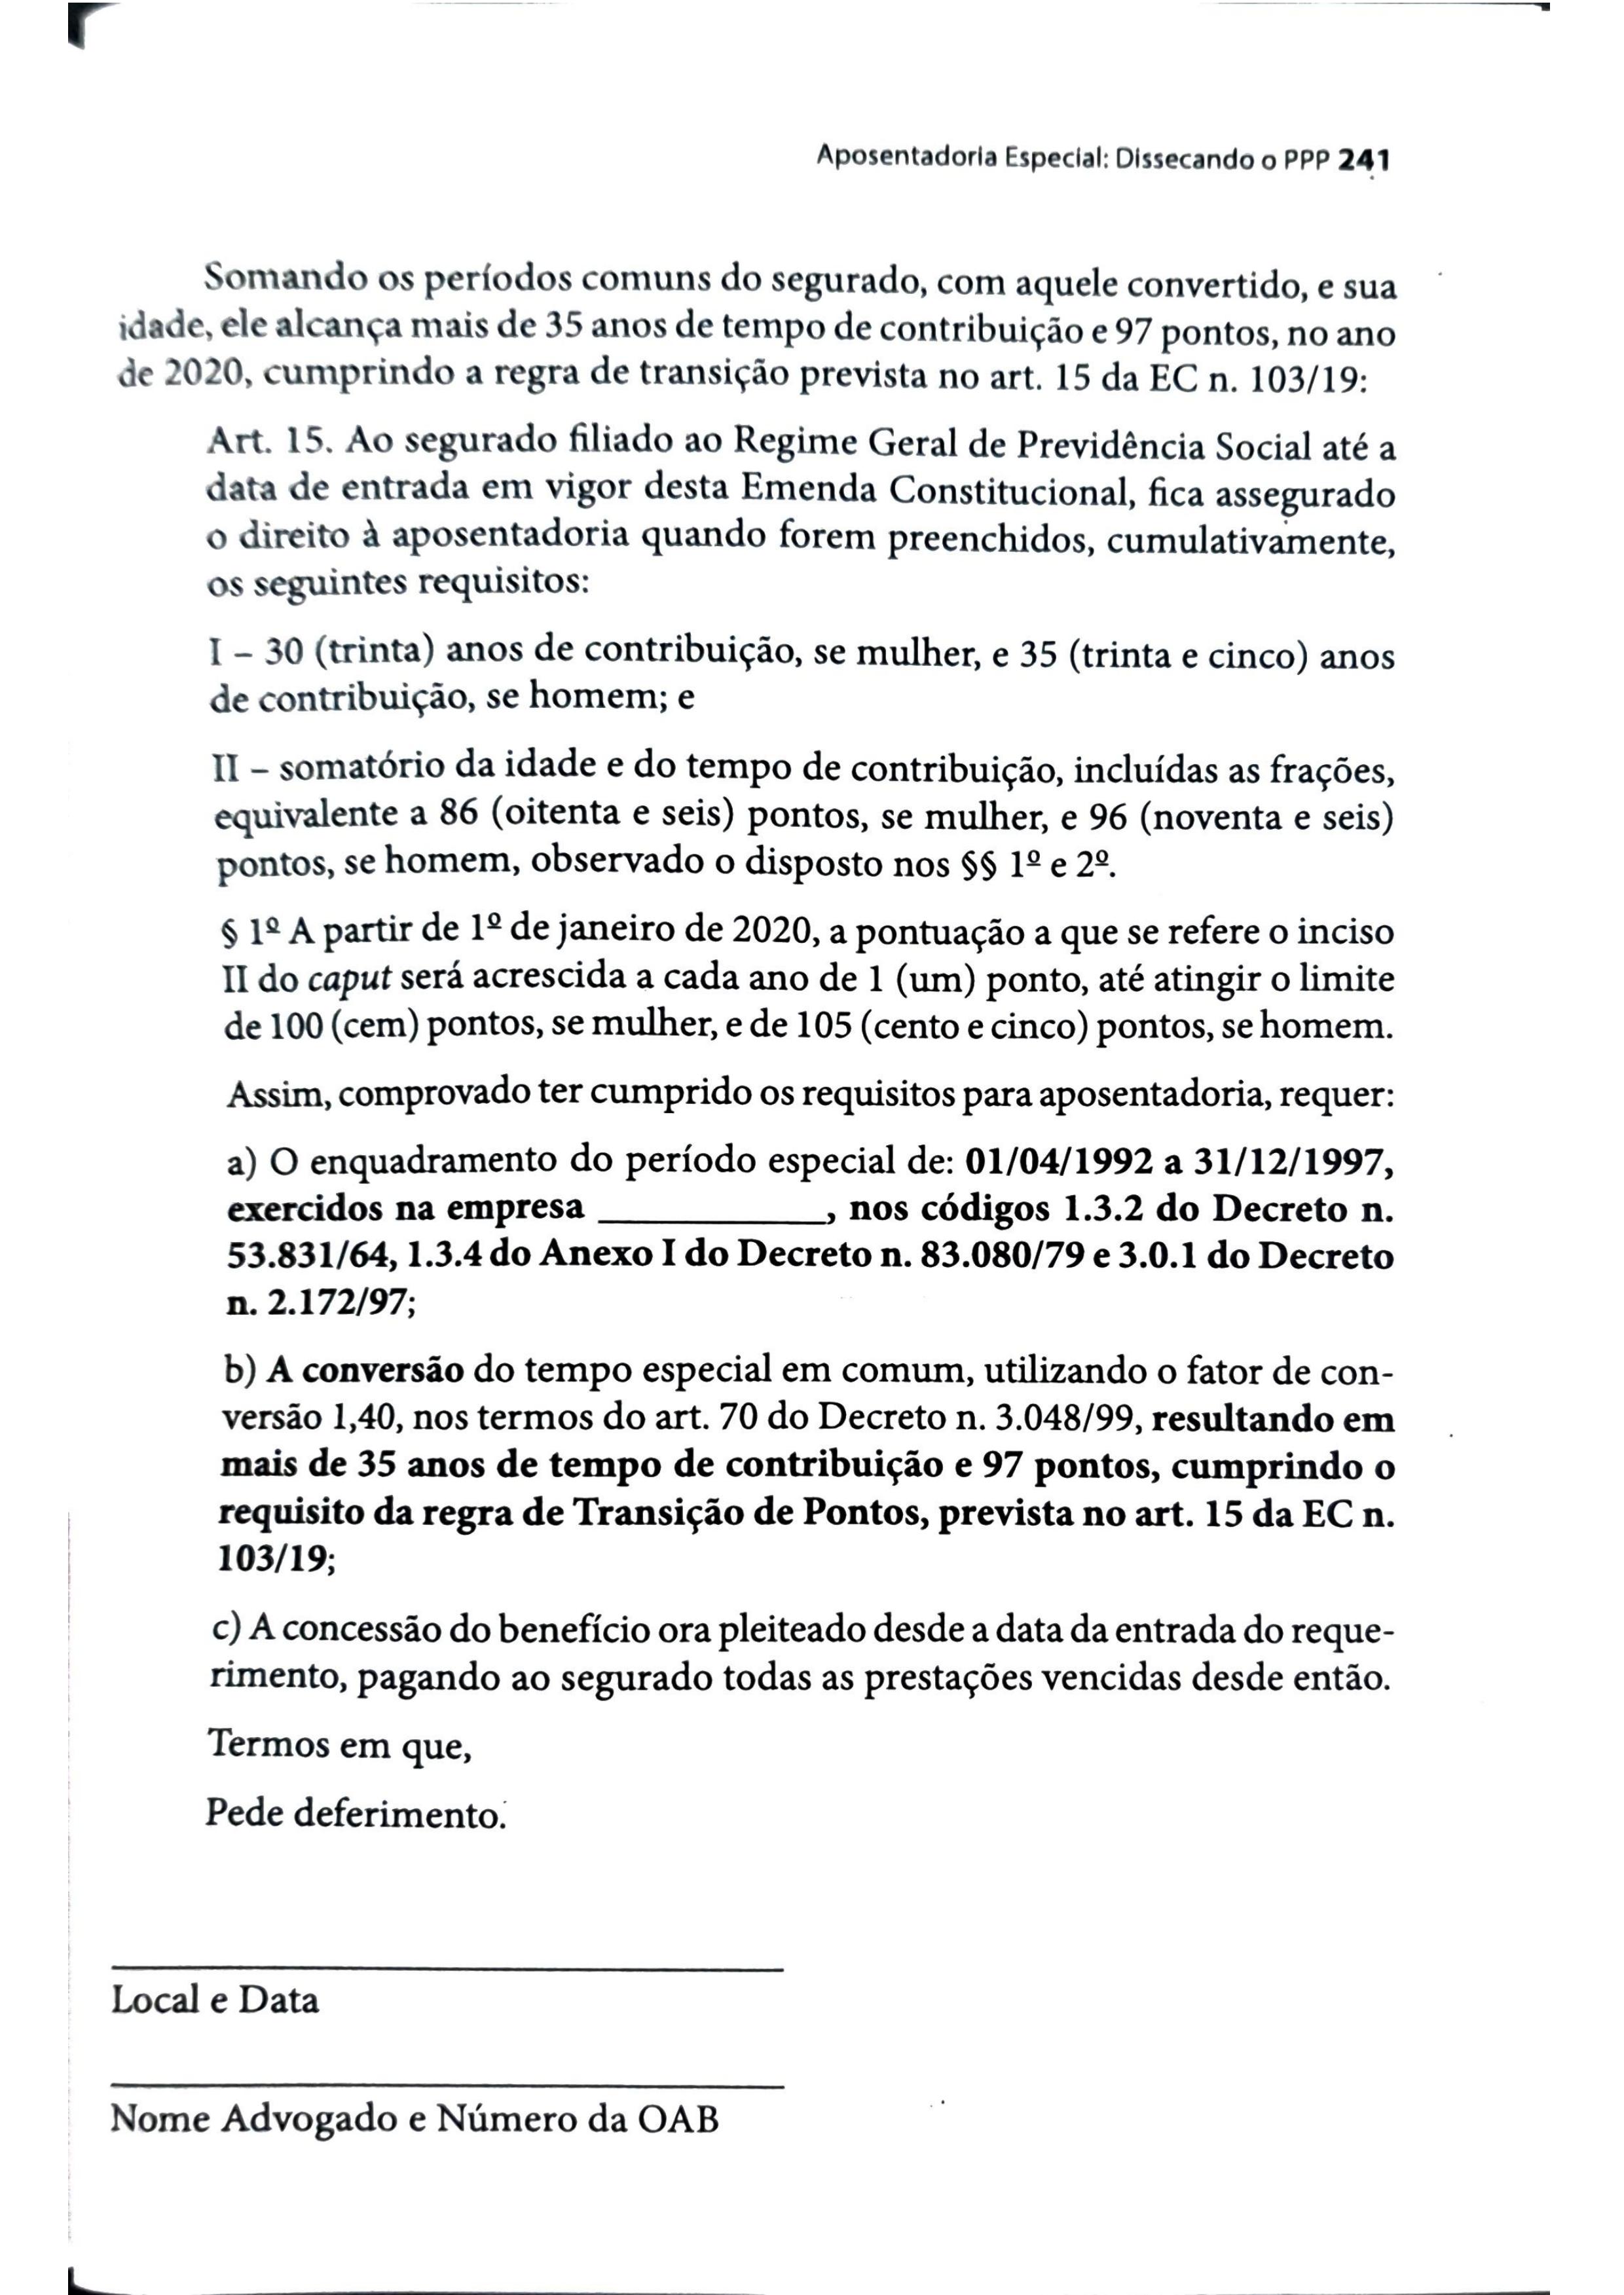 Aposentadoria Especial: Dissecando o PPP 241
Somando os períodos comuns do segurado, com aquele convertido, e sua
idade, ele alcança mais de 35 anos de tempo de contribuição e 97 pontos, no ano
de 2020, cumprindo a regra de transição prevista no art. 15 da EC n. 103/19:
Art. 15. Ao segurado filiado ao Regime Geral de Previdência Social até a
data de entrada em vigor desta Emenda Constitucional, fica assegurado
o direito à aposentadoria quando forem preenchidos, cumulativamente,
os seguintes requisitos:
I – 30 (trinta) anos de contribuição, se mulher, e 35 (trinta e cinco) anos
de contribuição, se homem; e
II – somatório da idade e do tempo de contribuição, incluídas as frações,
equivalente a 86 (oitenta e seis) pontos, se mulher, e 96 (noventa e seis)
pontos, se homem, observado o disposto nos §§ 1º e 2º.
§ 1º A partir de 1º de janeiro de 2020, a pontuação a que se refere o inciso
II do caput será acrescida a cada ano de 1 (um) ponto, até atingir o limite
de 100 (cem) pontos, se mulher, e de 105 (cento e cinco) pontos, se homem.
Assim, comprovado ter cumprido os requisitos para aposentadoria, requer:
a) O enquadramento do período especial de: 01/04/1992 a 31/12/1997,
exercidos na empresa ____________, nos códigos 1.3.2 do Decreto n.
53.831/64, 1.3.4 do Anexo I do Decreto n. 83.080/79 e 3.0.1 do Decreto
n. 2.172/97;
b) A conversão do tempo especial em comum, utilizando o fator de con-
versão 1,40, nos termos do art. 70 do Decreto n. 3.048/99, resultando em
mais de 35 anos de tempo de contribuição e 97 pontos, cumprindo o
requisito da regra de Transição de Pontos, prevista no art. 15 da EC n.
103/19;
c) A concessão do benefício ora pleiteado desde a data da entrada do reque-
rimento, pagando ao segurado todas as prestações vencidas desde então.
Termos em que,
Pede deferimento.
Local e Data
Nome Advogado e Número da OAB